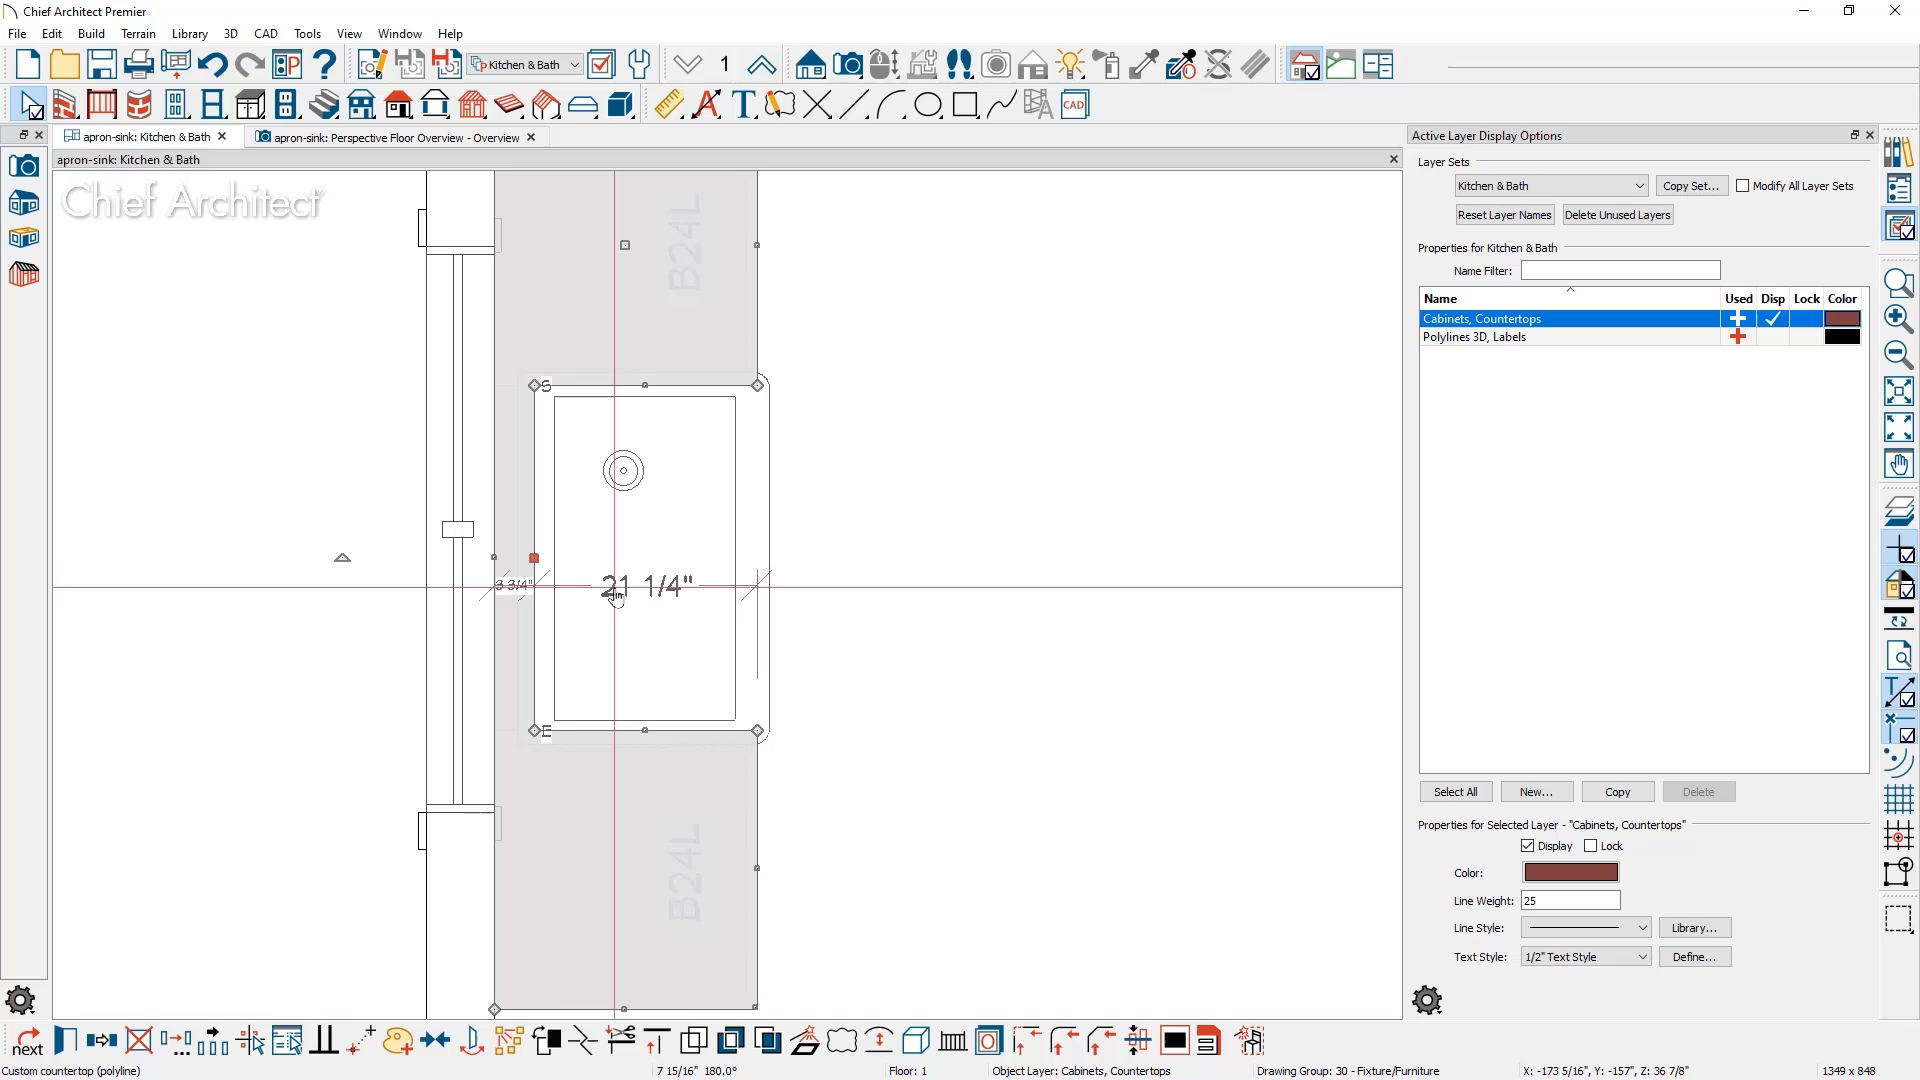 Chief Architect Premier
File Edit Build Terrain Library 3D CAD Tools View Window Help
Kitchen & Bath 1
CAD
apron-sink: Kitchen & Bath apron-sink: Perspective Floor Overview - Overview
apron-sink: Kitchen & Bath
Chief Architect
B24L
S
3 3/4" 21 1/4"
E
B24L
Active Layer Display Options
Layer Sets
Kitchen & Bath Copy Set... Modify All Layer Sets
Reset Layer Names Delete Unused Layers
Properties for Kitchen & Bath
Name Filter:
Name Used Disp Lock Color
Cabinets, Countertops
Polylines 3D, Labels
Select All New... Copy Delete
Properties for Selected Layer - "Cabinets, Countertops"
Display Lock
Color:
Line Weight: 25
Line Style: Library...
Text Style: 1/2" Text Style Define...
next
Custom countertop (polyline) 7 15/16" 180.0° Floor: 1 Object Layer: Cabinets, Countertops Drawing Group: 30 - Fixture/Furniture X: -173 5/16", Y: -157", Z: 36 7/8" 1349 x 848